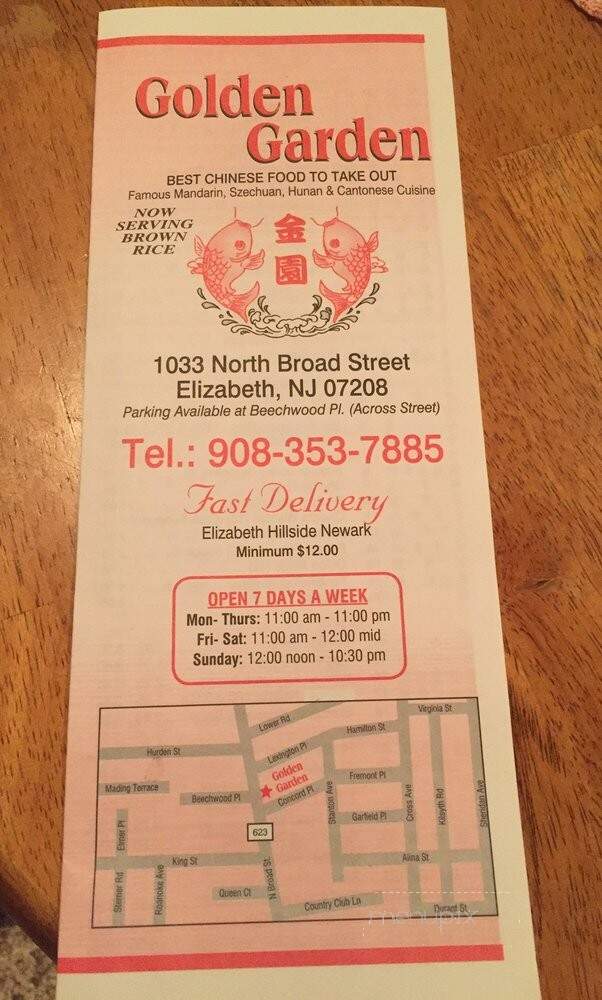 Golden
Garden
BEST CHINESE FOOD TO TAKE OUT
Famous Mandarin, Szechuan, Hunan & Cantonese Cuisine
NOW
SERVING
BROWN
RICE
金
園
1033 North Broad Street
Elizabeth, NJ 07208
Parking Available at Beechwood Pl. (Across Street)
Tel.: 908-353-7885
Fast Delivery
Elizabeth Hillside Newark
Minimum $12.00
OPEN 7 DAYS A WEEK
Mon- Thurs: 11:00 am - 11:00 pm
Fri- Sat: 11:00 am - 12:00 mid
Sunday: 12:00 noon - 10:30 pm
Virginia St
Lower Rd
Hamilton St
Hurden St
Lexington Pl
Golden
Garden
Fremont Pl
Mading Terrace
Beechwood Pl
Concord Pl
Stanton Ave
Cross Ave
Kilsyth Rd
Sheridan Ave
Garfield Pl
Elmer Pl
623
King St
Alina St
Stemer Rd
Roanoke Ave
Queen Ct
N Broad St
Country Club Ln
Durant St
menupix